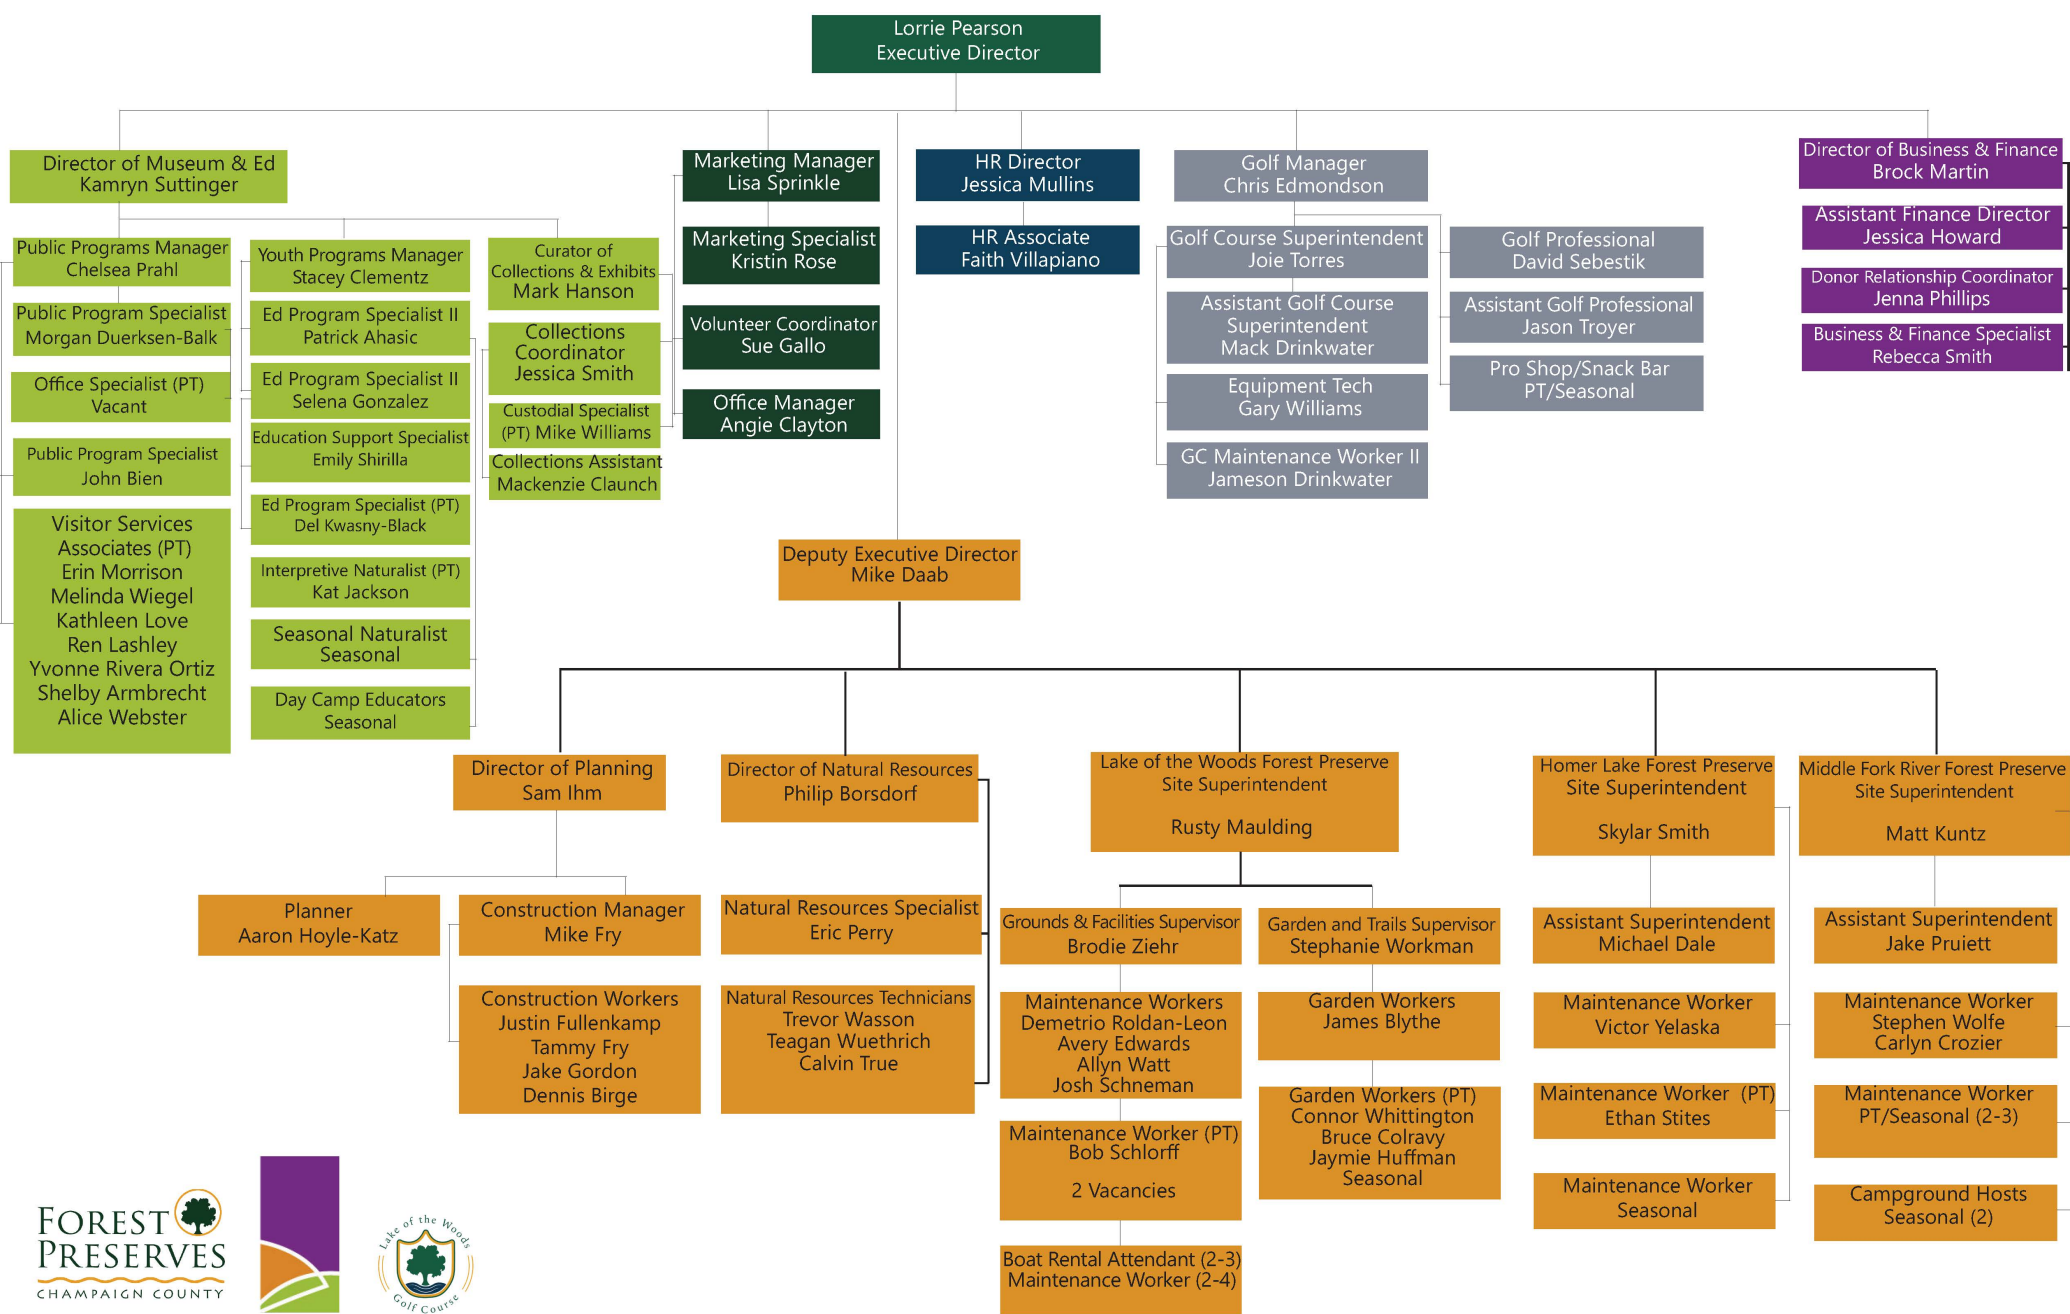 Lorrie Pearson
Executive Director
Director of Museum & Ed
Kamryn Suttinger
Public Programs Manager
Chelsea Prahl
Public Program Specialist
Morgan Duerksen-Balk
Office Specialist (PT)
Vacant
Public Program Specialist
John Bien
Visitor Services
Associates (PT)
Erin Morrison
Melinda Wiegel
Kathleen Love
Ren Lashley
Yvonne Rivera Ortiz
Shelby Armbrecht
Alice Webster
Youth Programs Manager
Stacey Clementz
Ed Program Specialist II
Patrick Ahasic
Ed Program Specialist II
Selena Gonzalez
Education Support Specialist
Emily Shirilla
Ed Program Specialist (PT)
Del Kwasny-Black
Interpretive Naturalist (PT)
Kat Jackson
Seasonal Naturalist
Seasonal
Day Camp Educators
Seasonal
Curator of
Collections & Exhibits
Mark Hanson
Collections
Coordinator
Jessica Smith
Custodial Specialist
(PT) Mike Williams
Collections Assistant
Mackenzie Claunch
Marketing Manager
Lisa Sprinkle
Marketing Specialist
Kristin Rose
Volunteer Coordinator
Sue Gallo
Office Manager
Angie Clayton
HR Director
Jessica Mullins
HR Associate
Faith Villapiano
Golf Manager
Chris Edmondson
Golf Course Superintendent
Joie Torres
Assistant Golf Course
Superintendent
Mack Drinkwater
Equipment Tech
Gary Williams
GC Maintenance Worker II
Jameson Drinkwater
Golf Professional
David Sebestik
Assistant Golf Professional
Jason Troyer
Pro Shop/Snack Bar
PT/Seasonal
Director of Business & Finance
Brock Martin
Assistant Finance Director
Jessica Howard
Donor Relationship Coordinator
Jenna Phillips
Business & Finance Specialist
Rebecca Smith
Deputy Executive Director
Mike Daab
Director of Planning
Sam Ihm
Planner
Aaron Hoyle-Katz
Construction Manager
Mike Fry
Construction Workers
Justin Fullenkamp
Tammy Fry
Jake Gordon
Dennis Birge
Director of Natural Resources
Philip Borsdorf
Natural Resources Specialist
Eric Perry
Natural Resources Technicians
Trevor Wasson
Teagan Wuethrich
Calvin True
Lake of the Woods Forest Preserve
Site Superintendent
Rusty Maulding
Grounds & Facilities Supervisor
Brodie Ziehr
Maintenance Workers
Demetrio Roldan-Leon
Avery Edwards
Allyn Watt
Josh Schneman
Maintenance Worker (PT)
Bob Schlorff
2 Vacancies
Boat Rental Attendant (2-3)
Maintenance Worker (2-4)
Garden and Trails Supervisor
Stephanie Workman
Garden Workers
James Blythe
Garden Workers (PT)
Connor Whittington
Bruce Colravy
Jaymie Huffman
Seasonal
Homer Lake Forest Preserve
Site Superintendent
Skylar Smith
Assistant Superintendent
Michael Dale
Maintenance Worker
Victor Yelaska
Maintenance Worker (PT)
Ethan Stites
Maintenance Worker
Seasonal
Middle Fork River Forest Preserve
Site Superintendent
Matt Kuntz
Assistant Superintendent
Jake Pruiett
Maintenance Worker
Stephen Wolfe
Carlyn Crozier
Maintenance Worker
PT/Seasonal (2-3)
Campground Hosts
Seasonal (2)
FOREST
PRESERVES
CHAMPAIGN COUNTY
Lake of the Woods
Golf Course